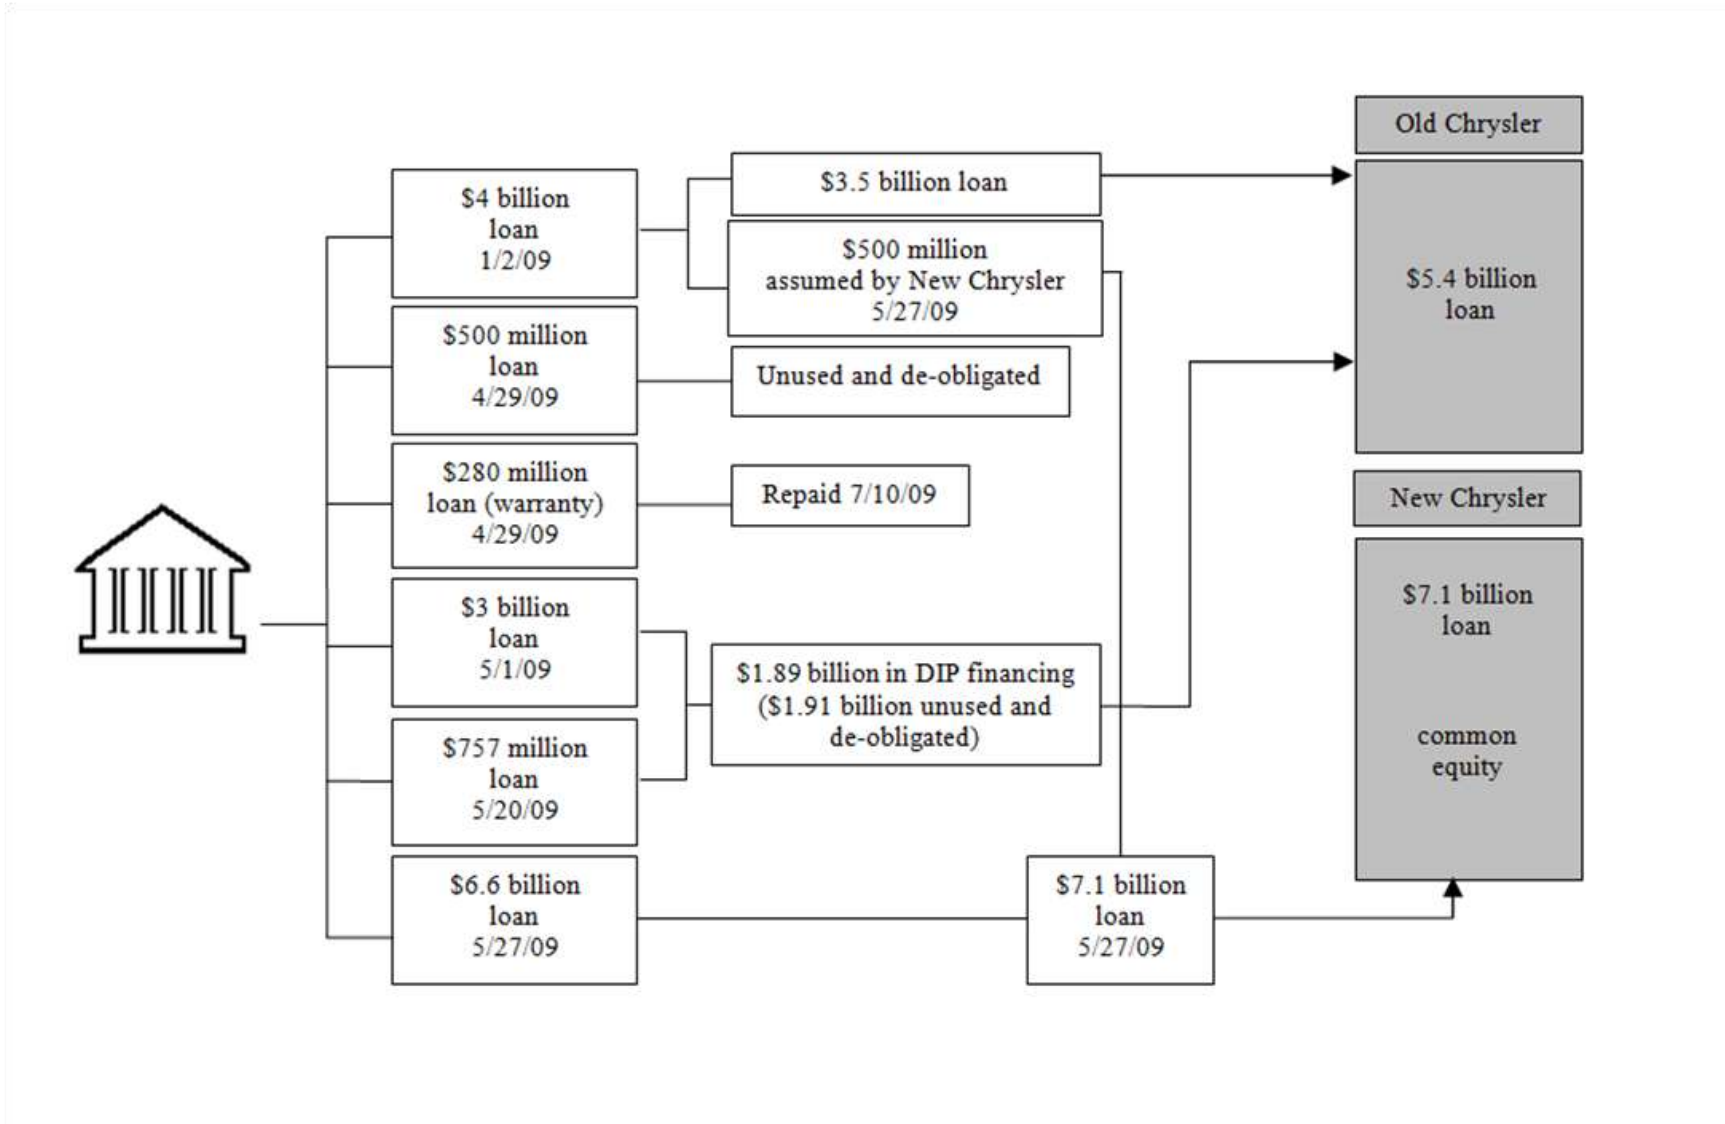 $4 billion
loan
1/2/09
$500 million
loan
4/29/09
$280 million
loan (warranty)
4/29/09
$3 billion
loan
5/1/09
$757 million
loan
5/20/09
$6.6 billion
loan
5/27/09
$3.5 billion loan
$500 million
assumed by New Chrysler
5/27/09
Unused and de-obligated
Repaid 7/10/09
$1.89 billion in DIP financing
($1.91 billion unused and
de-obligated)
$7.1 billion
loan
5/27/09
Old Chrysler
$5.4 billion
loan
New Chrysler
$7.1 billion
loan
common
equity